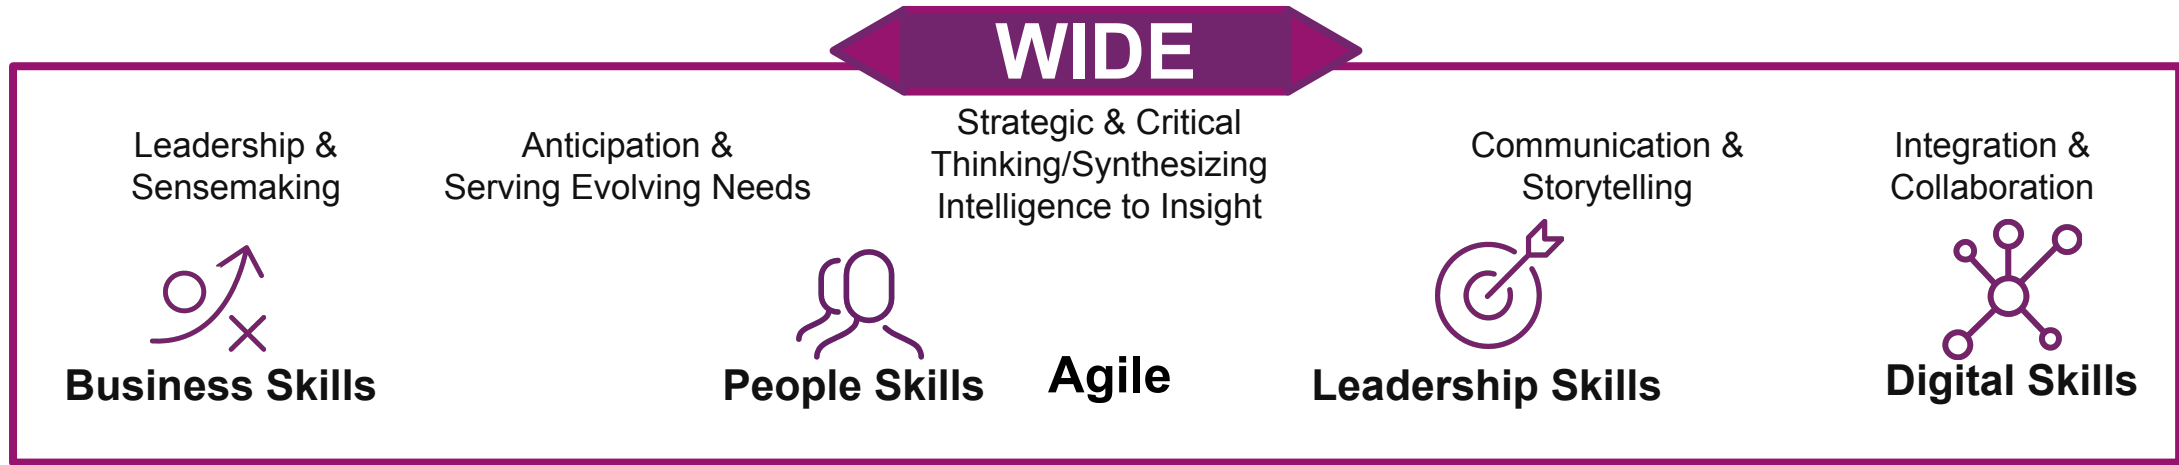 WIDE
Leadership &
Sensemaking
Anticipation &
Serving Evolving Needs
Strategic & Critical
Thinking/Synthesizing
Intelligence to Insight
Communication &
Storytelling
Integration &
Collaboration
Business Skills
People Skills
Agile
Leadership Skills
Digital Skills